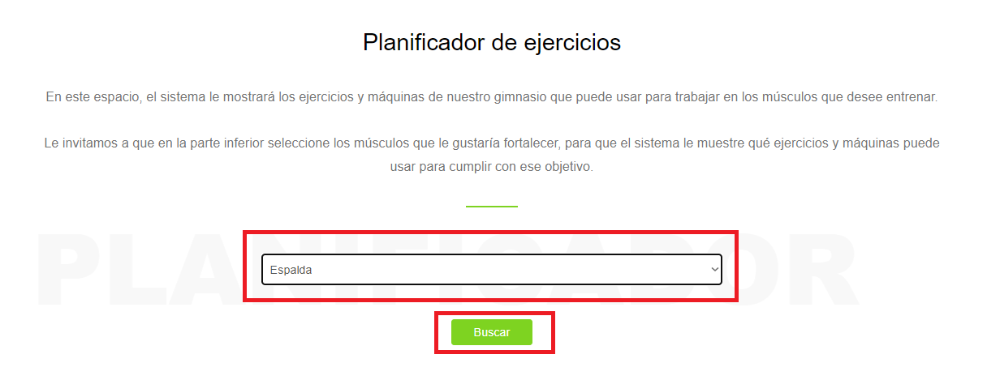 Planificador de ejercicios
En este espacio, el sistema le mostrará los ejercicios y máquinas de nuestro gimnasio que puede usar para trabajar en los músculos que desee entrenar.
Le invitamos a que en la parte inferior seleccione los músculos que le gustaría fortalecer, para que el sistema le muestre qué ejercicios y máquinas puede
usar para cumplir con ese objetivo.
PLANIFICADOR
Espalda
Buscar